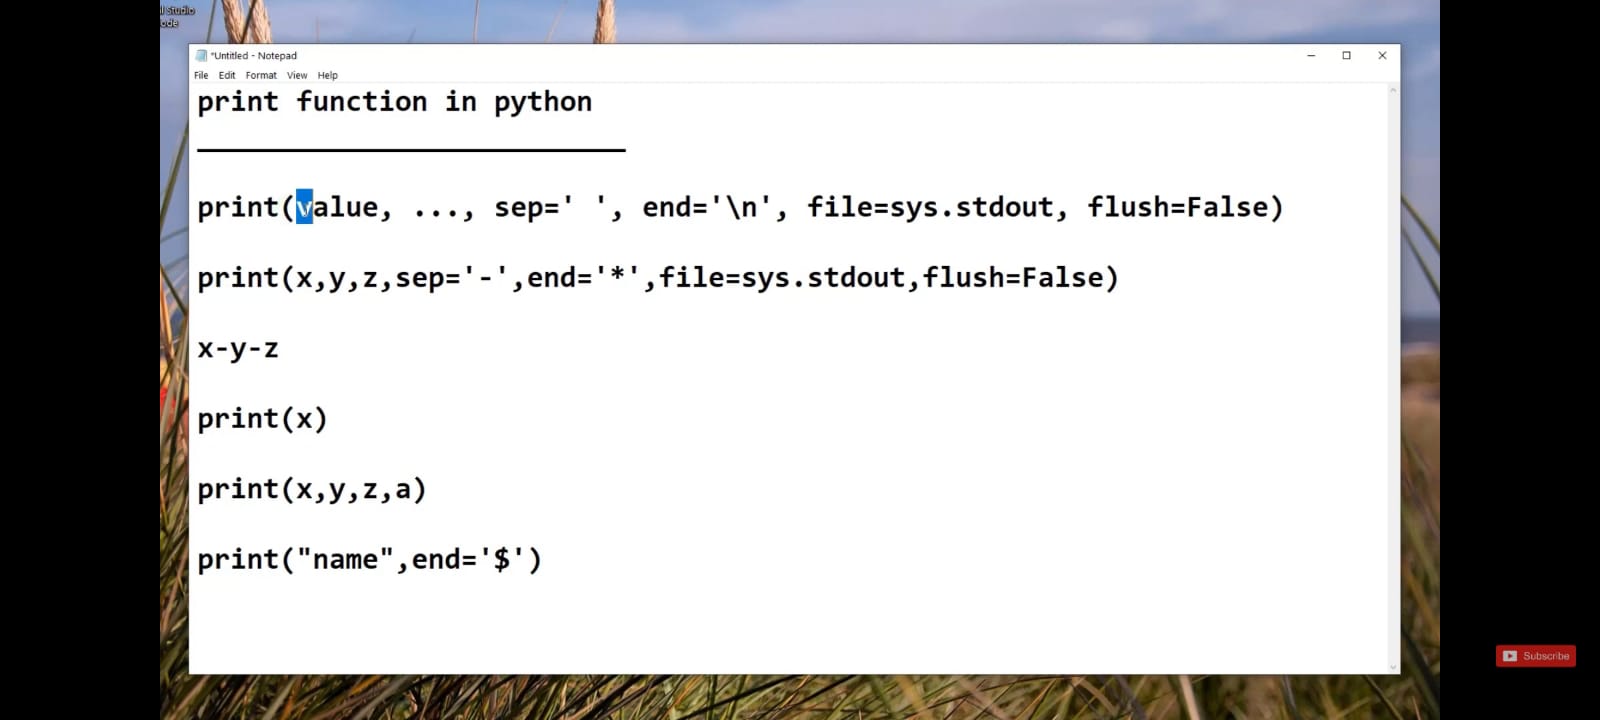 l Studio
ode
*Untitled - Notepad
File Edit Format View Help
print function in python
print(value, ..., sep=' ', end='\n', file=sys.stdout, flush=False)
print(x,y,z,sep='-',end='*',file=sys.stdout,flush=False)
x-y-z
print(x)
print(x,y,z,a)
print("name",end='$')
Subscribe